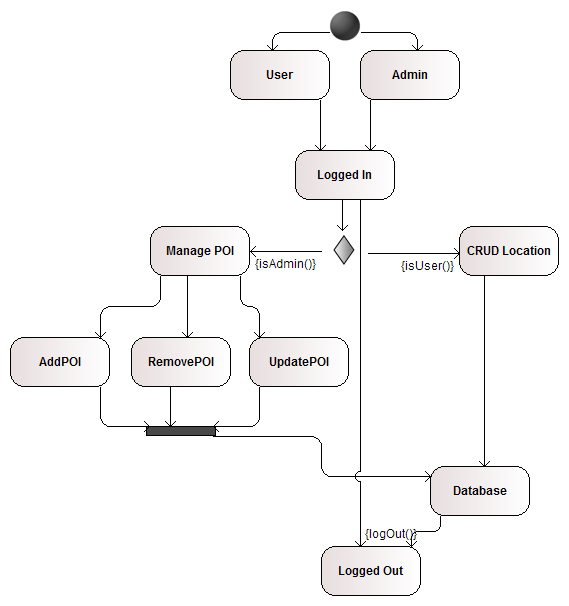 User
Admin
Logged In
Manage POI
CRUD Location
{isAdmin()}
{isUser()}
AddPOI
RemovePOI
UpdatePOI
Database
{logOut()}
Logged Out